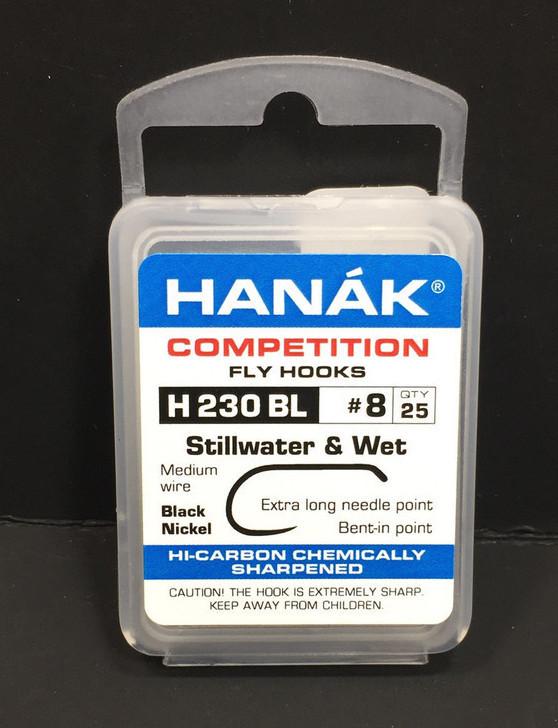 HANÁK®
COMPETITION
FLY HOOKS
H 230 BL #8 QTY 25
Stillwater & Wet
Medium
wire
Black
Nickel
Extra long needle point
Bent-in point
HI-CARBON CHEMICALLY
SHARPENED
CAUTION! THE HOOK IS EXTREMELY SHARP.
KEEP AWAY FROM CHILDREN.